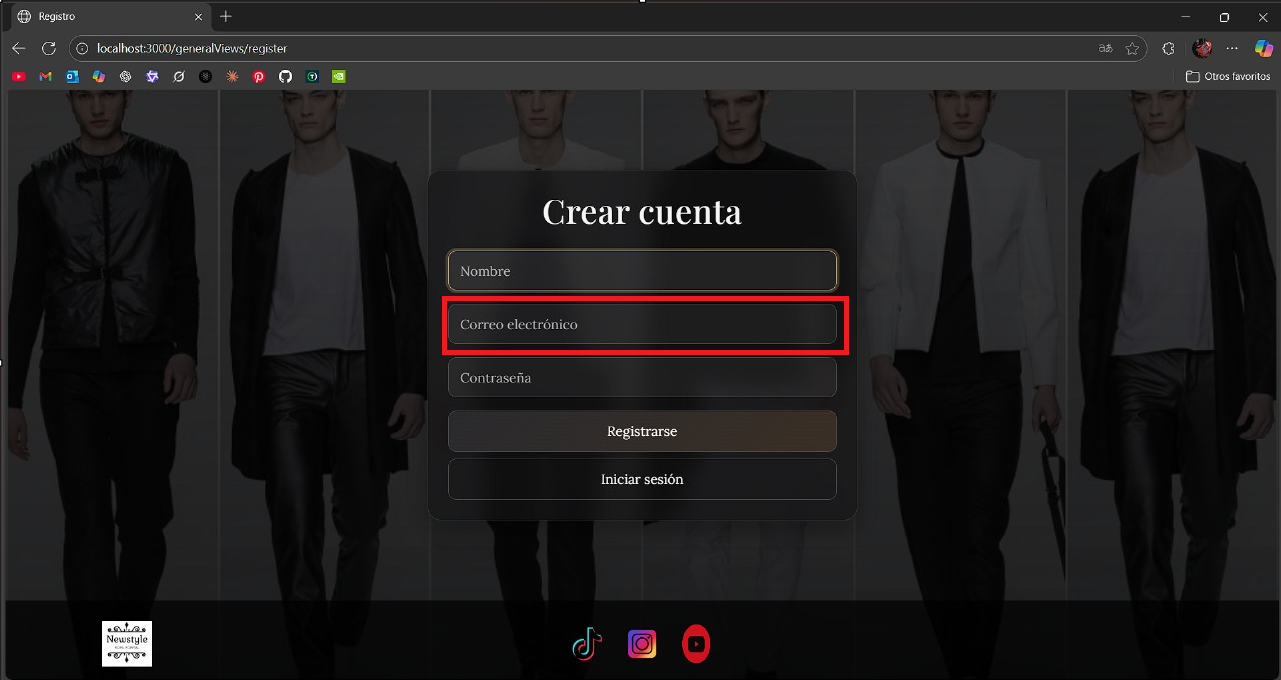 Registro
localhost:3000/generalViews/register
Otros favoritos
Crear cuenta
Nombre
Correo electrónico
Contraseña
Registrarse
Iniciar sesión
Newstyle